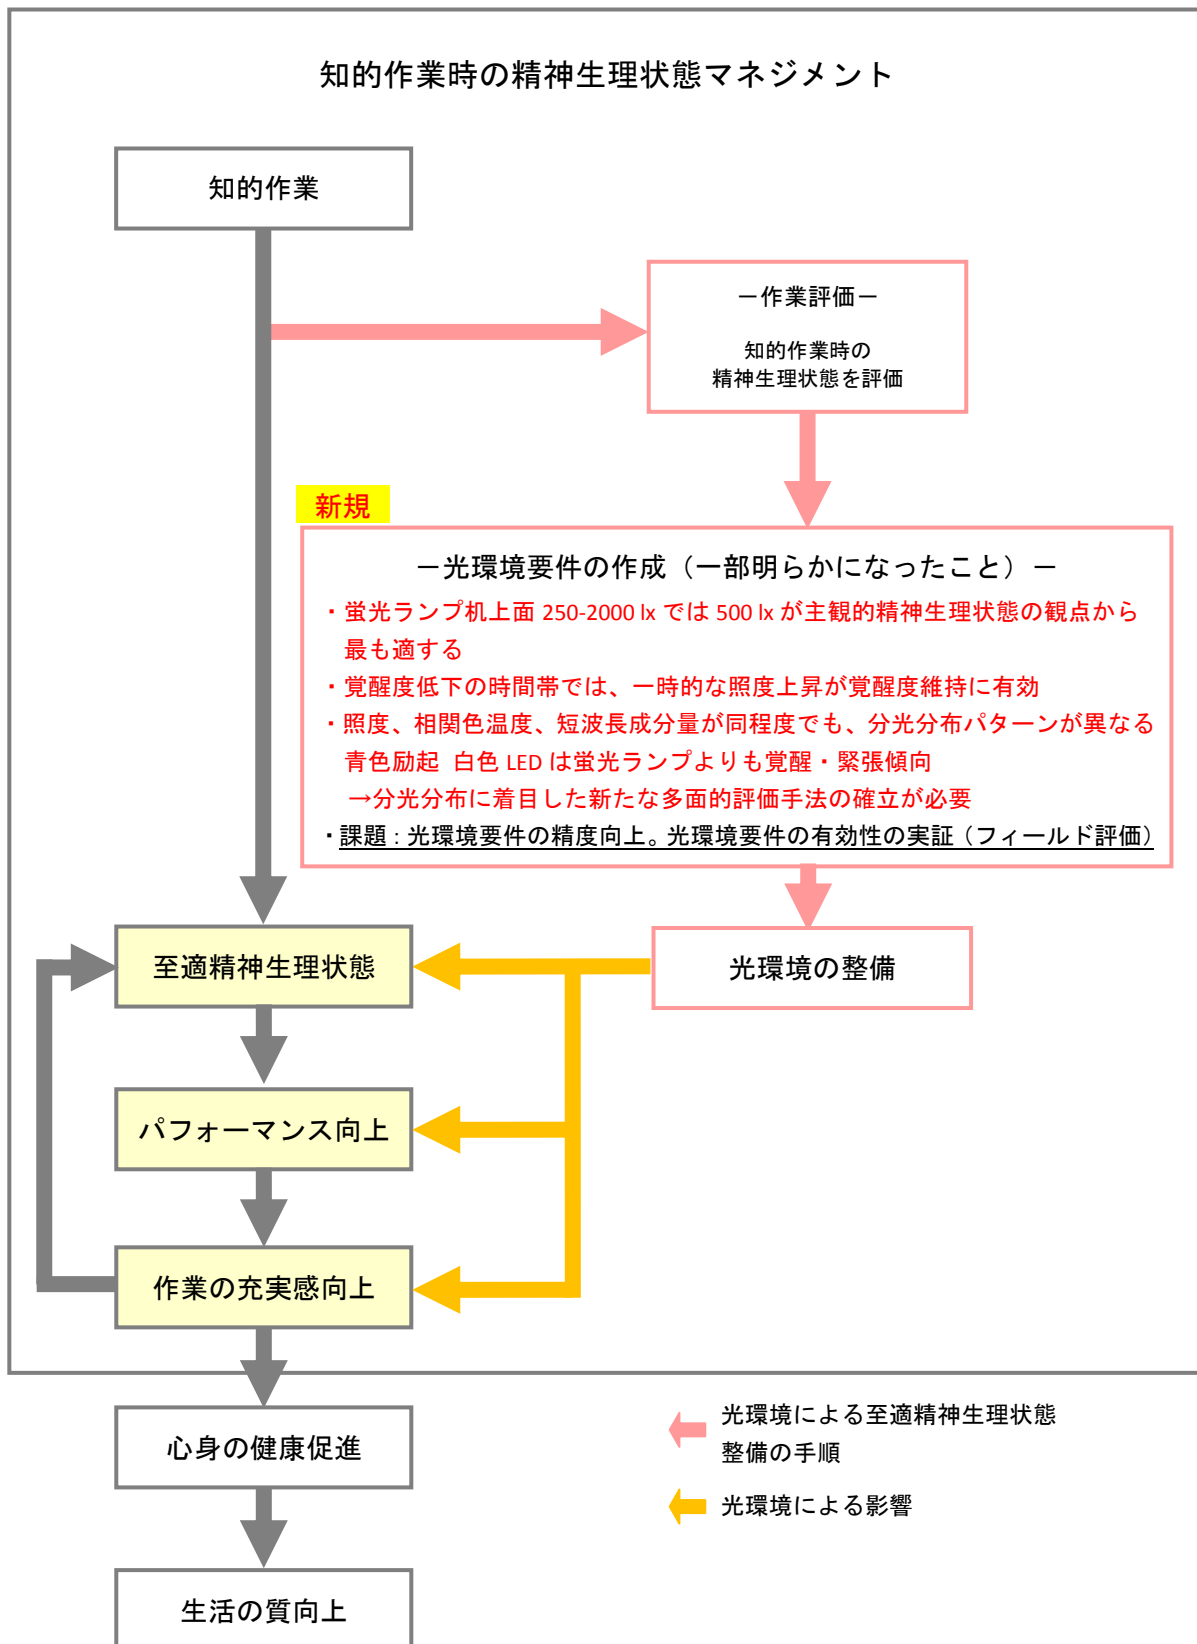 知的作業時の精神生理状態マネジメント
知的作業
－作業評価－
知的作業時の
精神生理状態を評価
新規
－光環境要件の作成（一部明らかになったこと）－
・蛍光ランプ机上面 250-2000 lx では 500 lx が主観的精神生理状態の観点から
最も適する
・覚醒度低下の時間帯では、一時的な照度上昇が覚醒度維持に有効
・照度、相関色温度、短波長成分量が同程度でも、分光分布パターンが異なる
青色励起 白色 LED は蛍光ランプよりも覚醒・緊張傾向
→分光分布に着目した新たな多面的評価手法の確立が必要
・課題：光環境要件の精度向上。光環境要件の有効性の実証（フィールド評価）
至適精神生理状態
光環境の整備
パフォーマンス向上
作業の充実感向上
心身の健康促進
光環境による至適精神生理状態
整備の手順
光環境による影響
生活の質向上